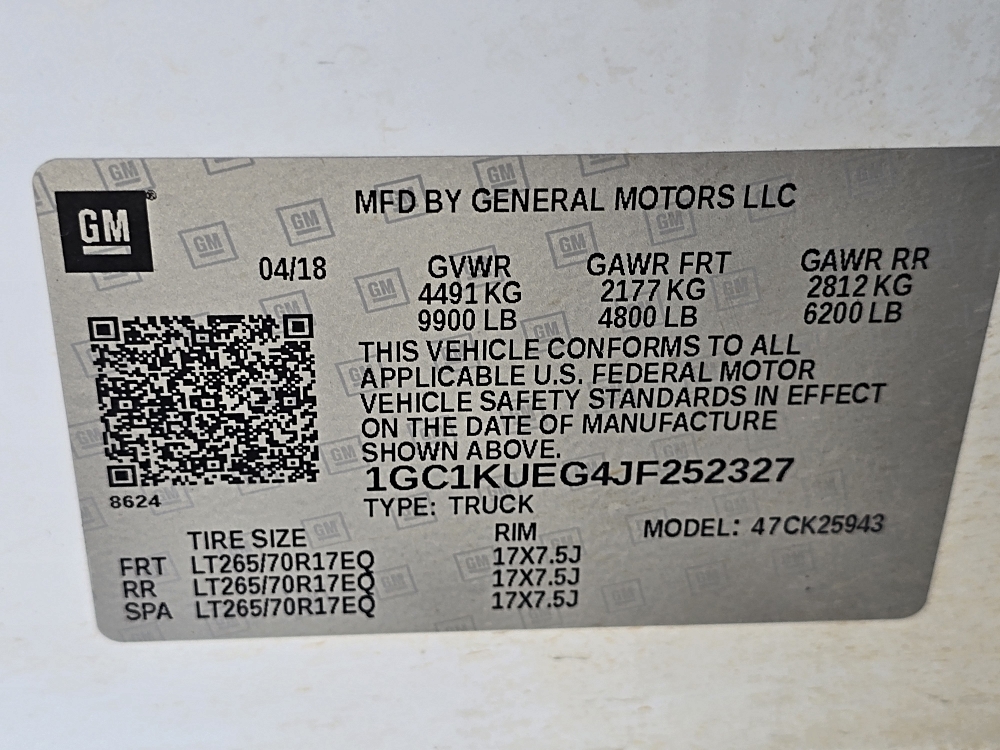 GM
MFD BY GENERAL MOTORS LLC
04/18
GVWR GAWR FRT GAWR RR
4491 KG 2177 KG 2812 KG
9900 LB 4800 LB 6200 LB
THIS VEHICLE CONFORMS TO ALL
APPLICABLE U.S. FEDERAL MOTOR
VEHICLE SAFETY STANDARDS IN EFFECT
ON THE DATE OF MANUFACTURE
SHOWN ABOVE.
1GC1KUEG4JF252327
8624
TYPE: TRUCK
TIRE SIZE RIM MODEL: 47CK25943
FRT LT265/70R17EQ 17X7.5J
RR LT265/70R17EQ 17X7.5J
SPA LT265/70R17EQ 17X7.5J